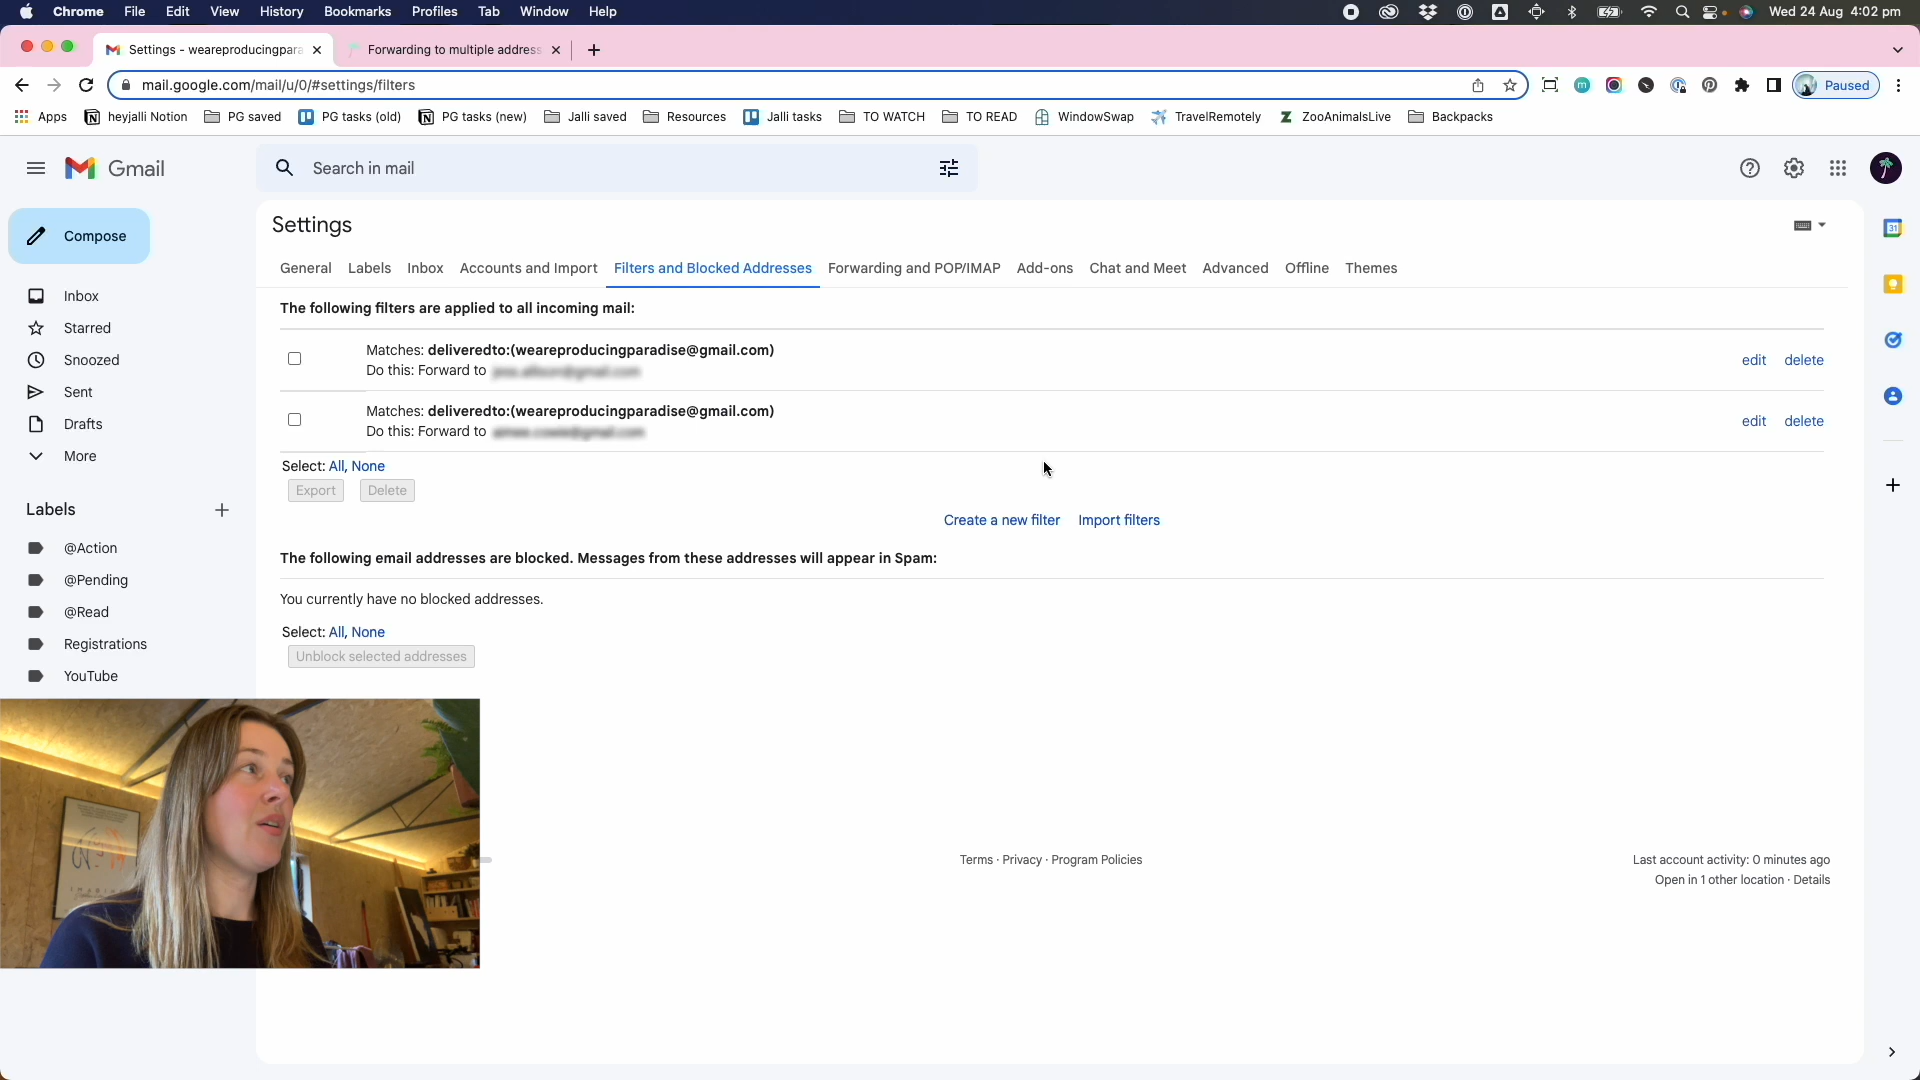 Chrome File Edit View History Bookmarks Profiles Tab Window Help Wed 24 Aug 4:02 pm
Settings - weareproducingpara Forwarding to multiple address
mail.google.com/mail/u/0/#settings/filters Paused
Apps heyjalli Notion PG saved PG tasks (old) PG tasks (new) Jalli saved Resources Jalli tasks TO WATCH TO READ WindowSwap TravelRemotely ZooAnimalsLive Backpacks
Gmail Search in mail
Compose
Inbox
Starred
Snoozed
Sent
Drafts
More
Labels
@Action
@Pending
@Read
Registrations
YouTube
Settings
General Labels Inbox Accounts and Import Filters and Blocked Addresses Forwarding and POP/IMAP Add-ons Chat and Meet Advanced Offline Themes
The following filters are applied to all incoming mail:
Matches: deliveredto:(weareproducingparadise@gmail.com)
Do this: Forward to
edit delete
Matches: deliveredto:(weareproducingparadise@gmail.com)
Do this: Forward to
edit delete
Select: All, None
Export Delete
Create a new filter Import filters
The following email addresses are blocked. Messages from these addresses will appear in Spam:
You currently have no blocked addresses.
Select: All, None
Unblock selected addresses
Terms · Privacy · Program Policies
Last account activity: 0 minutes ago
Open in 1 other location · Details
31